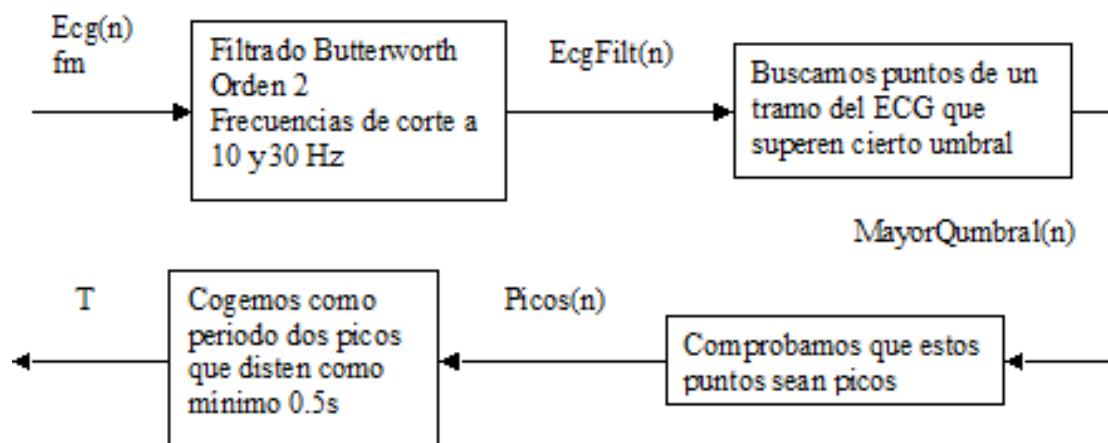 Ecg(n)
fm
Filtrado Butterworth
Orden 2
Frecuencias de corte a
10 y30 Hz
EcgFilt(n)
Buscamos puntos de un
tramo del ECG que
superen cierto umbral
MayorQumbral(n)
Comprobamos que estos
puntos sean picos
Picos(n)
Cogemos como
periodo dos picos
que disten como
mínimo 0.5s
T